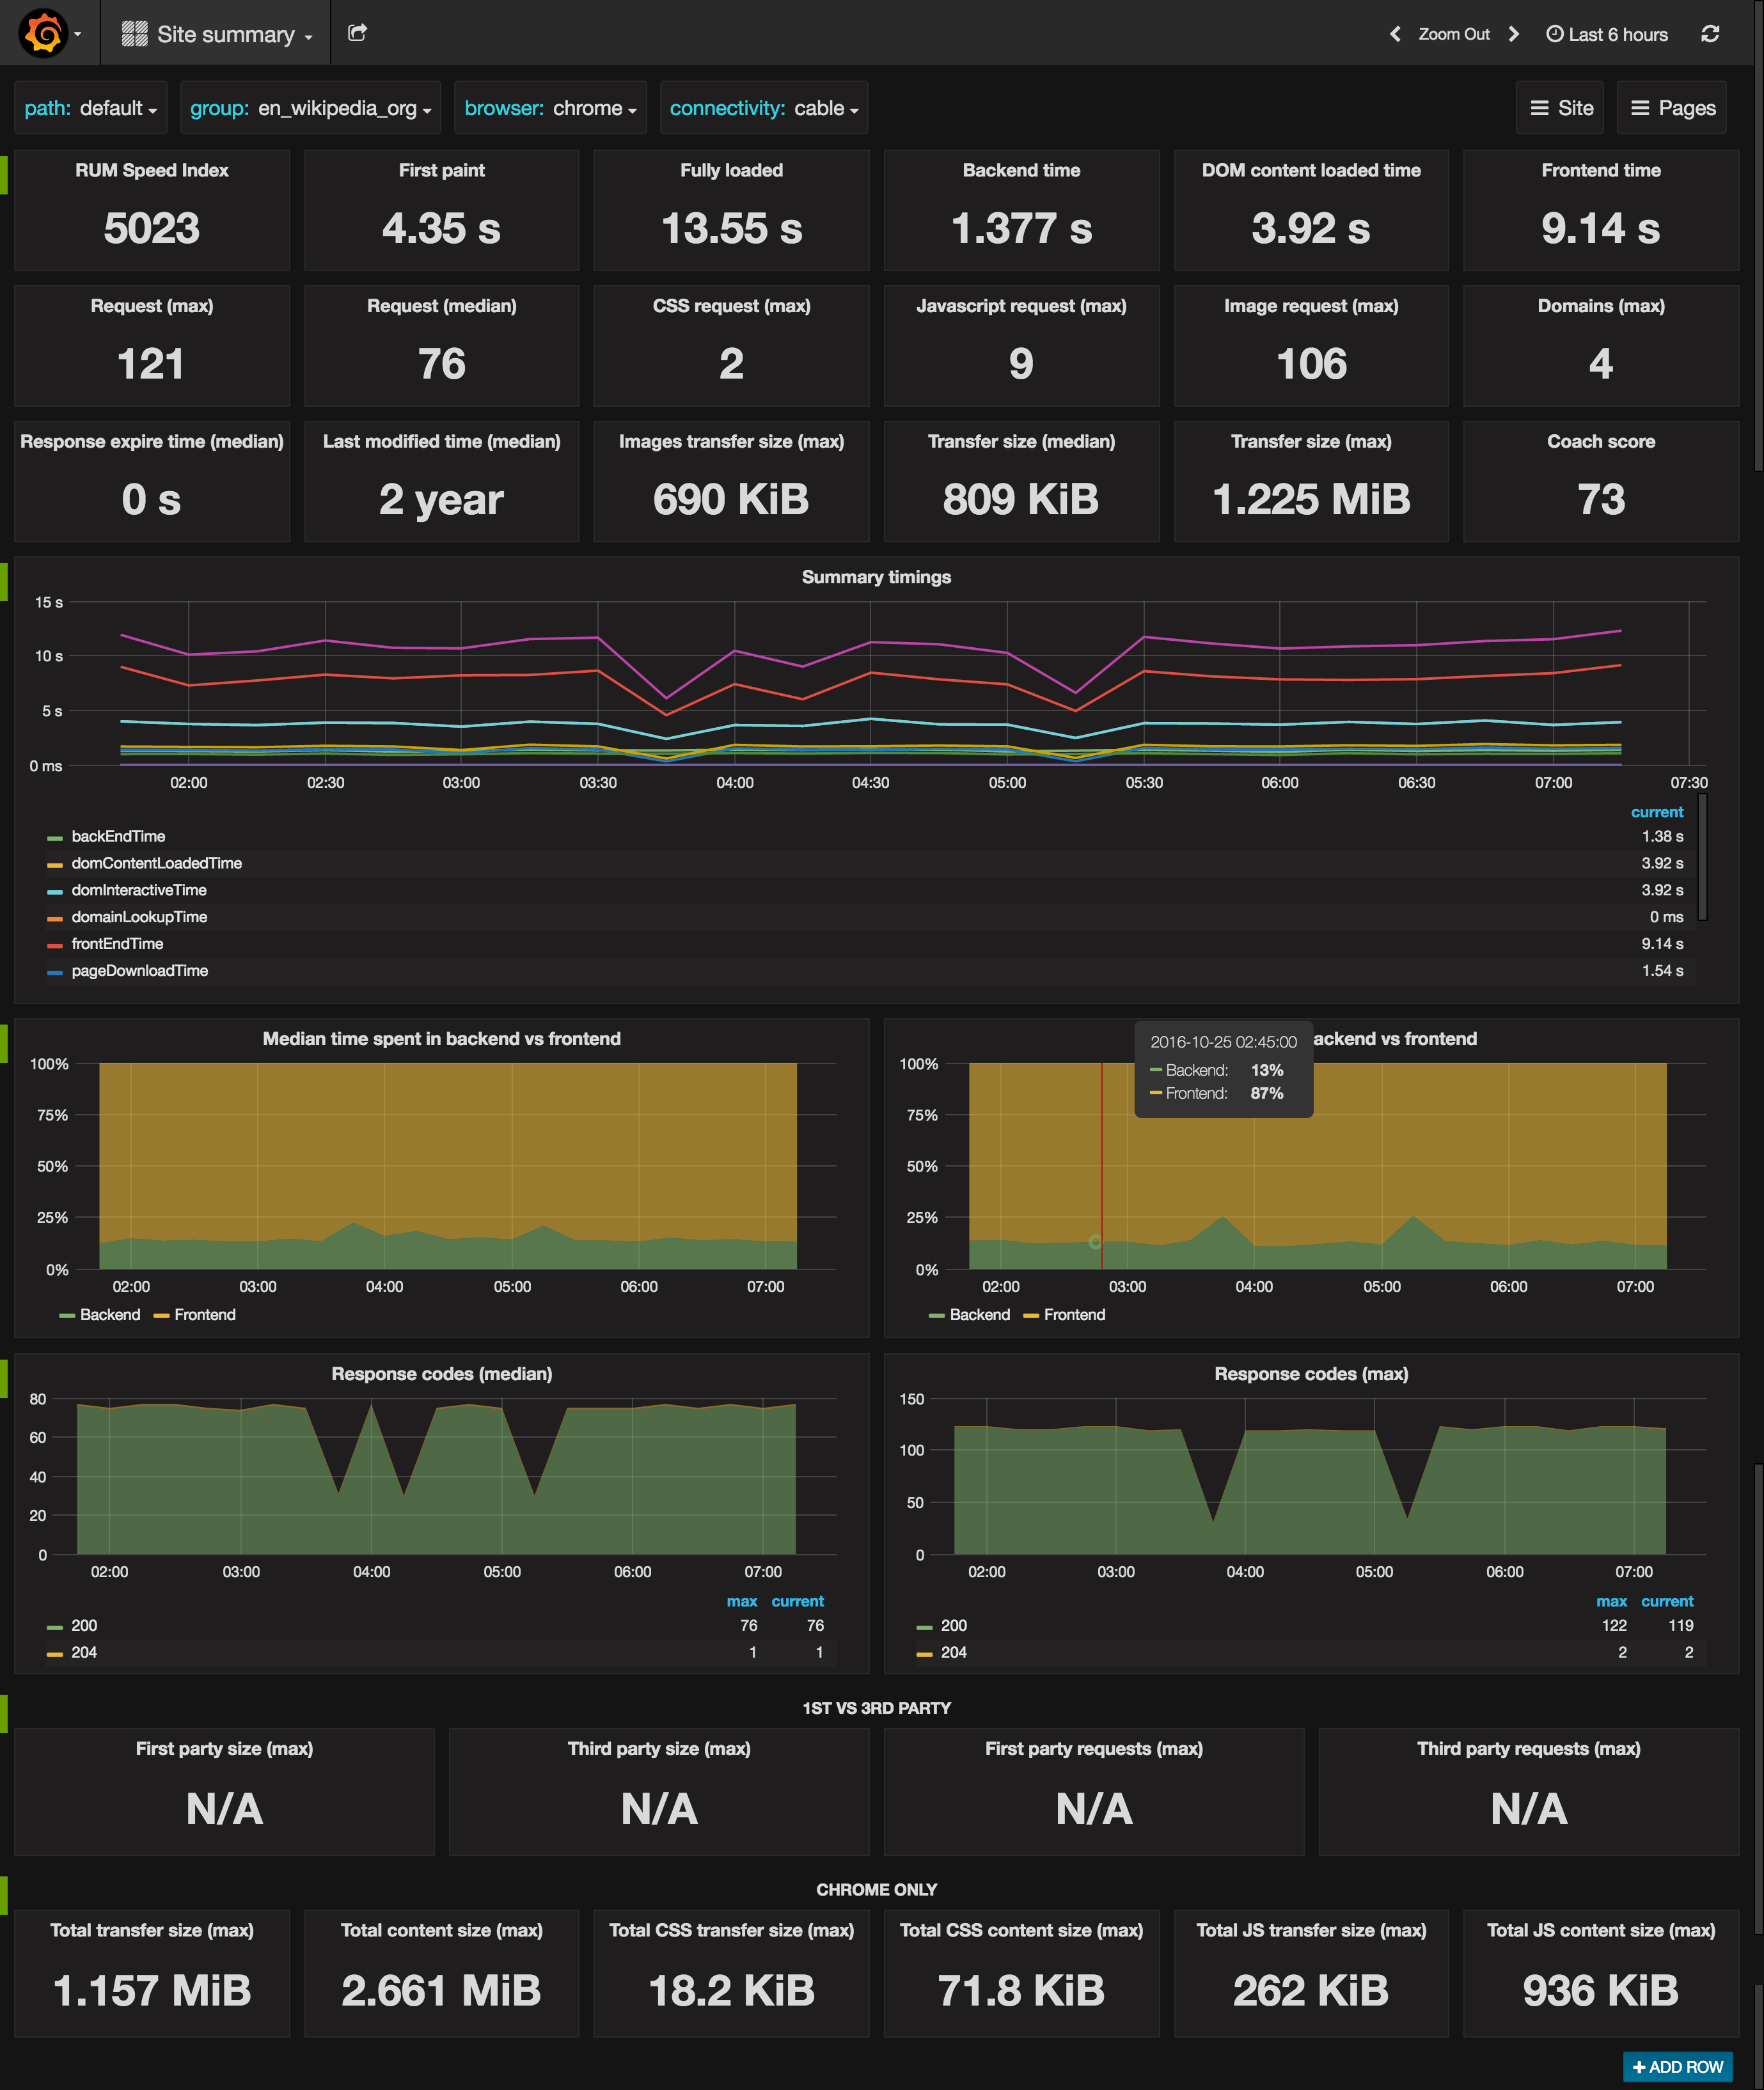 Site summary
Zoom Out
Last 6 hours
path: default
group: en_wikipedia_org
browser: chrome
connectivity: cable
Site
Pages
RUM Speed Index
5023
First paint
4.35 s
Fully loaded
13.55 s
Backend time
1.377 s
DOM content loaded time
3.92 s
Frontend time
9.14 s
Request (max)
121
Request (median)
76
CSS request (max)
2
Javascript request (max)
9
Image request (max)
106
Domains (max)
4
Response expire time (median)
0 s
Last modified time (median)
2 year
Images transfer size (max)
690 KiB
Transfer size (median)
809 KiB
Transfer size (max)
1.225 MiB
Coach score
73
Summary timings
15 s
10 s
5 s
0 ms
02:00 02:30 03:00 03:30 04:00 04:30 05:00 05:30 06:00 06:30 07:00 07:30
current
backEndTime 1.38 s
domContentLoadedTime 3.92 s
domInteractiveTime 3.92 s
domainLookupTime 0 ms
frontEndTime 9.14 s
pageDownloadTime 1.54 s
Median time spent in backend vs frontend
100%
75%
50%
25%
0%
02:00 03:00 04:00 05:00 06:00 07:00
Backend Frontend
ackend vs frontend
2016-10-25 02:45:00
Backend: 13%
Frontend: 87%
100%
75%
50%
25%
0%
02:00 03:00 04:00 05:00 06:00 07:00
Backend Frontend
Response codes (median)
80
60
40
20
0
02:00 03:00 04:00 05:00 06:00 07:00
max current
200 76 76
204 1 1
Response codes (max)
150
100
50
0
02:00 03:00 04:00 05:00 06:00 07:00
max current
200 122 119
204 2 2
1ST VS 3RD PARTY
First party size (max)
N/A
Third party size (max)
N/A
First party requests (max)
N/A
Third party requests (max)
N/A
CHROME ONLY
Total transfer size (max)
1.157 MiB
Total content size (max)
2.661 MiB
Total CSS transfer size (max)
18.2 KiB
Total CSS content size (max)
71.8 KiB
Total JS transfer size (max)
262 KiB
Total JS content size (max)
936 KiB
+ ADD ROW